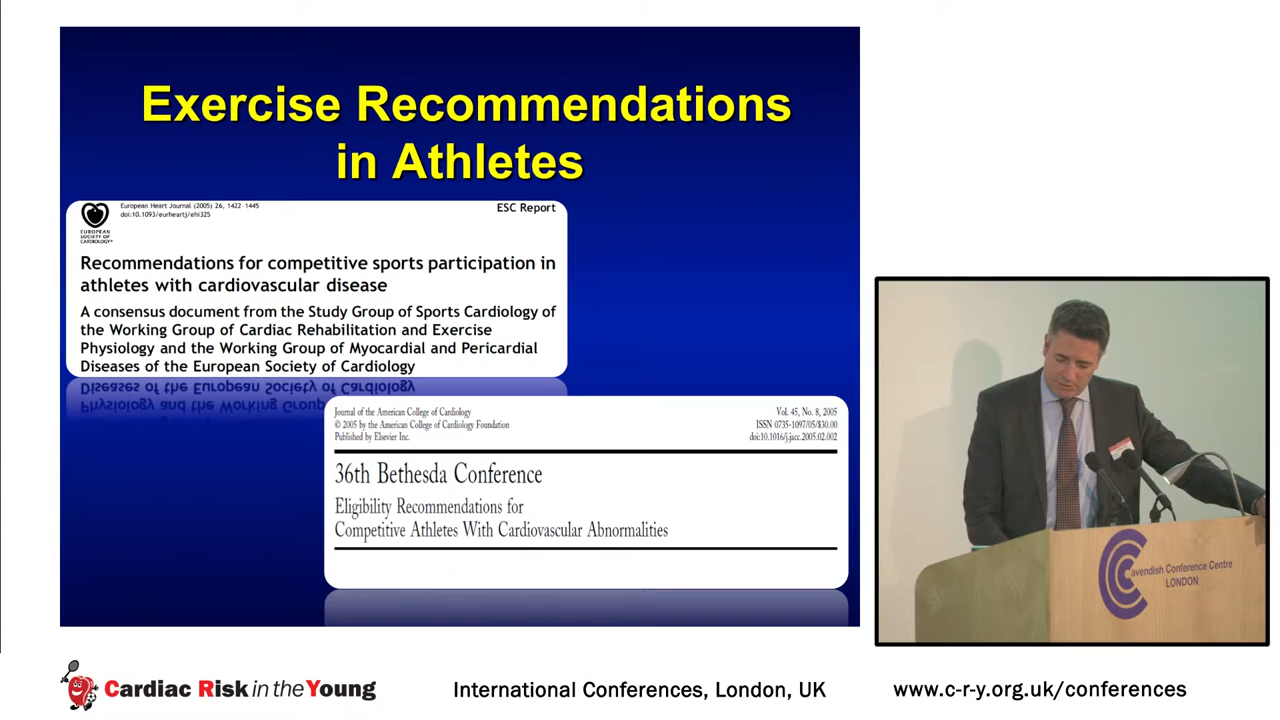 Exercise Recommendations
in Athletes
European Heart Journal (2005) 26, 1422–1445
doi:10.1093/eurheartj/ehi325
ESC Report
EUROPEAN
SOCIETY OF
CARDIOLOGY
Recommendations for competitive sports participation in
athletes with cardiovascular disease
A consensus document from the Study Group of Sports Cardiology of
the Working Group of Cardiac Rehabilitation and Exercise
Physiology and the Working Group of Myocardial and Pericardial
Diseases of the European Society of Cardiology
Journal of the American College of Cardiology
© 2005 by the American College of Cardiology Foundation
Published by Elsevier Inc.
Vol. 45, No. 8, 2005
ISSN 0735-1097/05/$30.00
doi:10.1016/j.jacc.2005.02.002
36th Bethesda Conference
Eligibility Recommendations for
Competitive Athletes With Cardiovascular Abnormalities
avendish Conference Centre
LONDON
Cardiac Risk in the Young
International Conferences, London, UK
www.c-r-y.org.uk/conferences